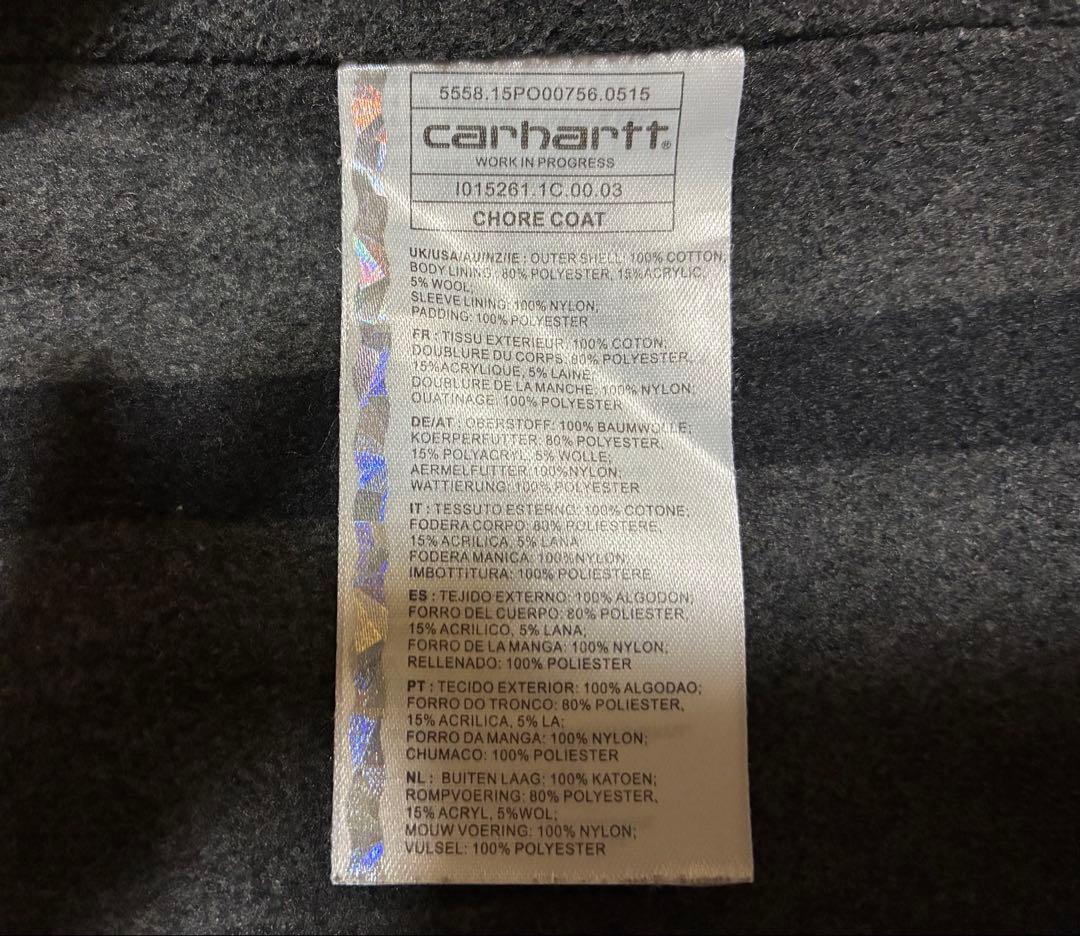 5558.15PO00756.0515
carhartt®
WORK IN PROGRESS
I015261.1C.00.03
CHORE COAT
UK/USA/AU/NZ/IE : OUTER SHELL: 100% COTTON,
BODY LINING: 80% POLYESTER, 15%ACRYLIC,
5% WOOL;
SLEEVE LINING: 100% NYLON;
PADDING: 100% POLYESTER
FR : TISSU EXTERIEUR: 100% COTON;
DOUBLURE DU CORPS: 80% POLYESTER,
15%ACRYLIQUE, 5% LAINE;
DOUBLURE DE LA MANCHE: 100% NYLON;
OUATINAGE: 100% POLYESTER
DE/AT : OBERSTOFF: 100% BAUMWOLLE;
KOERPERFUTTER: 80% POLYESTER,
15% POLYACRYL, 5% WOLLE;
AERMELFUTTER:100%NYLON;
WATTIERUNG: 100% POLYESTER
IT : TESSUTO ESTERNO: 100% COTONE;
FODERA CORPO: 80% POLIESTERE,
15% ACRILICA, 5% LANA;
FODERA MANICA: 100%NYLON;
IMBOTTITURA: 100% POLIESTERE
ES : TEJIDO EXTERNO: 100% ALGODON;
FORRO DEL CUERPO: 80% POLIESTER,
15% ACRILICO, 5% LANA;
FORRO DE LA MANGA: 100% NYLON;
RELLENADO: 100% POLIESTER
PT : TECIDO EXTERIOR: 100% ALGODAO;
FORRO DO TRONCO: 80% POLIESTER,
15% ACRILICA, 5% LA;
FORRO DA MANGA: 100% NYLON;
CHUMACO: 100% POLIESTER
NL : BUITEN LAAG: 100% KATOEN;
ROMPVOERING: 80% POLYESTER,
15% ACRYL, 5%WOL;
MOUW VOERING: 100% NYLON;
VULSEL: 100% POLYESTER